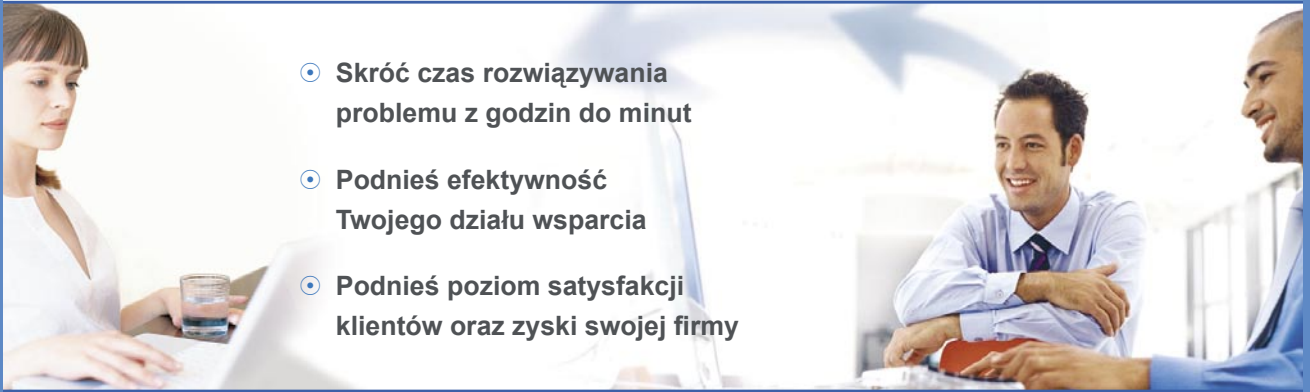 Skróć czas rozwiązywania
problemu z godzin do minut
Podnieś efektywność
Twojego działu wsparcia
Podnieś poziom satysfakcji
klientów oraz zyski swojej firmy